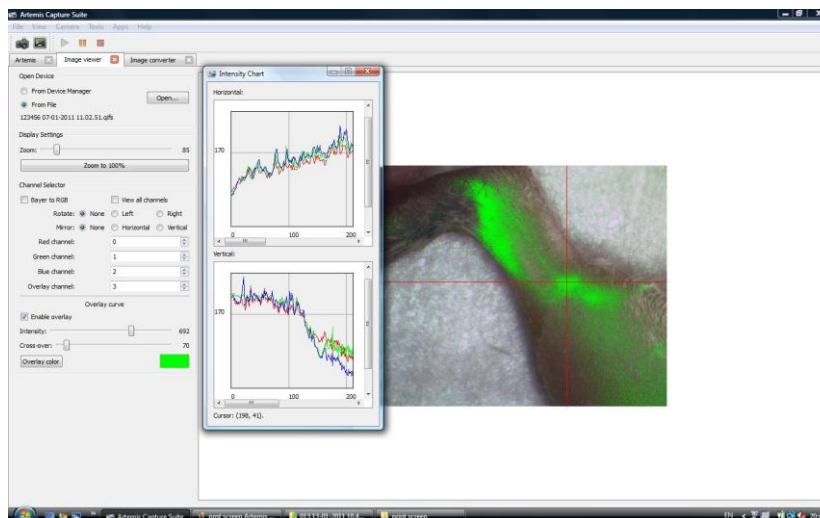 Artemis Capture Suite
File View Camera Tools Apps Help
Artemis Image viewer Image converter
Open Device
From Device Manager
From File
Open...
123456 07-01-2011 11.02.51.qifs
Display Settings
Zoom: 85
Zoom to 100%
Channel Selector
Bayer to RGB View all channels
Rotate: None Left Right
Mirror: None Horizontal Vertical
Red channel: 0
Green channel: 1
Blue channel: 2
Overlay channel: 3
Overlay curve
Enable overlay
Intensity: 692
Cross-over: 70
Overlay color
Intensity Chart
Horizontal:
170
0 100 200
Vertical:
170
0 100 200
Cursor: (198, 41).
Artemis Capture Suite
print screen Artemis ...
print screen
EN